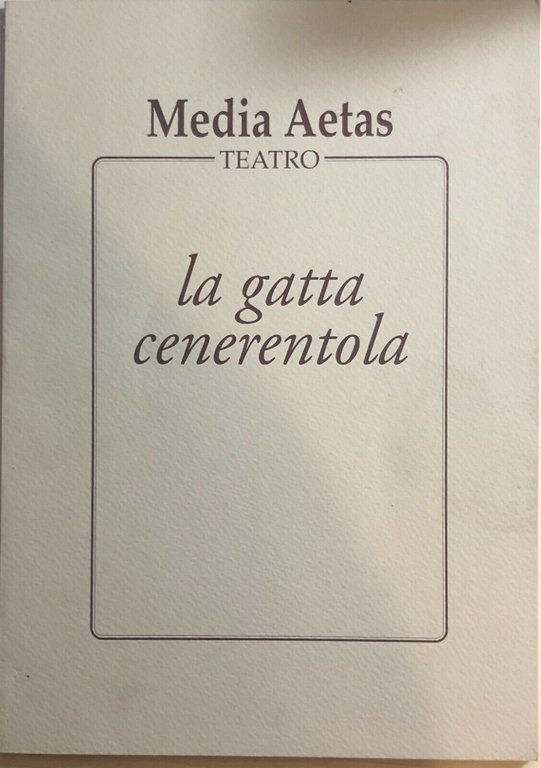 Media Aetas
TEATRO
la gatta
cenerentola